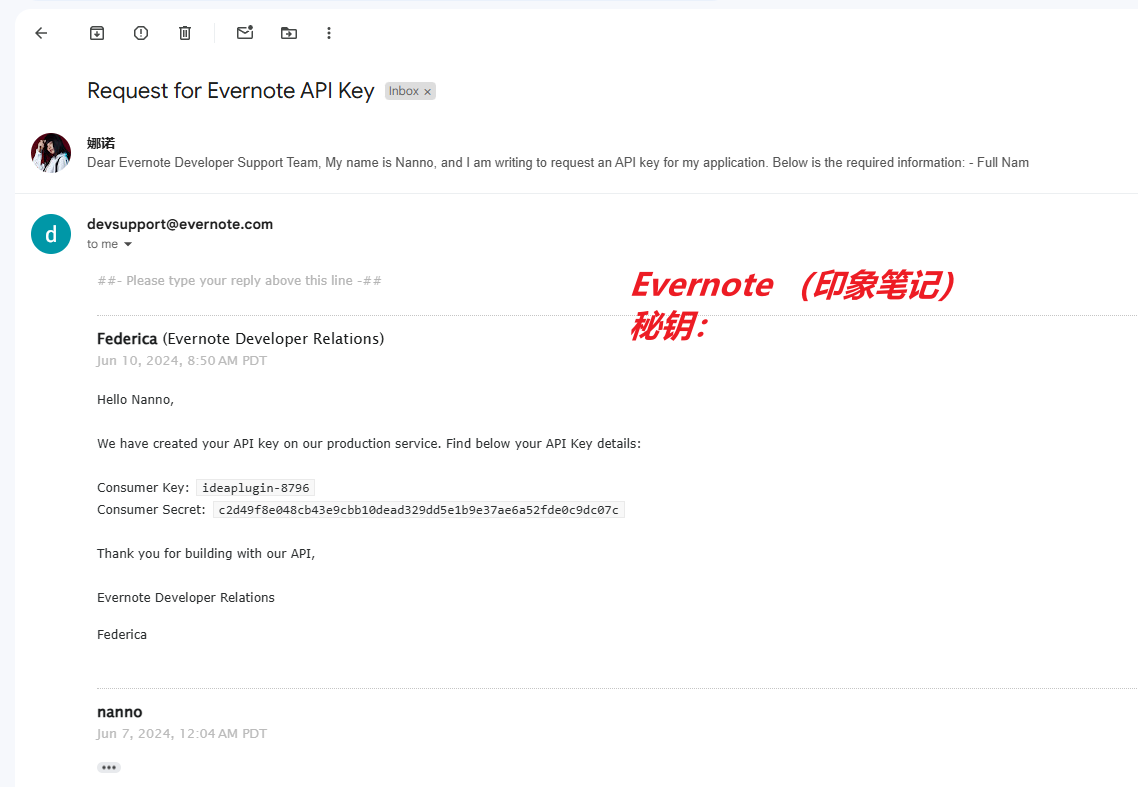 Request for Evernote API Key Inbox ×
娜诺
Dear Evernote Developer Support Team, My name is Nanno, and I am writing to request an API key for my application. Below is the required information: - Full Nam
d
devsupport@evernote.com
to me
##- Please type your reply above this line -##
Evernote （印象笔记）
秘钥：
Federica (Evernote Developer Relations)
Jun 10, 2024, 8:50 AM PDT
Hello Nanno,
We have created your API key on our production service. Find below your API Key details:
Consumer Key: ideaplugin-8796
Consumer Secret: c2d49f8e048cb43e9cbb10dead329dd5e1b9e37ae6a52fde0c9dc07c
Thank you for building with our API,
Evernote Developer Relations
Federica
nanno
Jun 7, 2024, 12:04 AM PDT